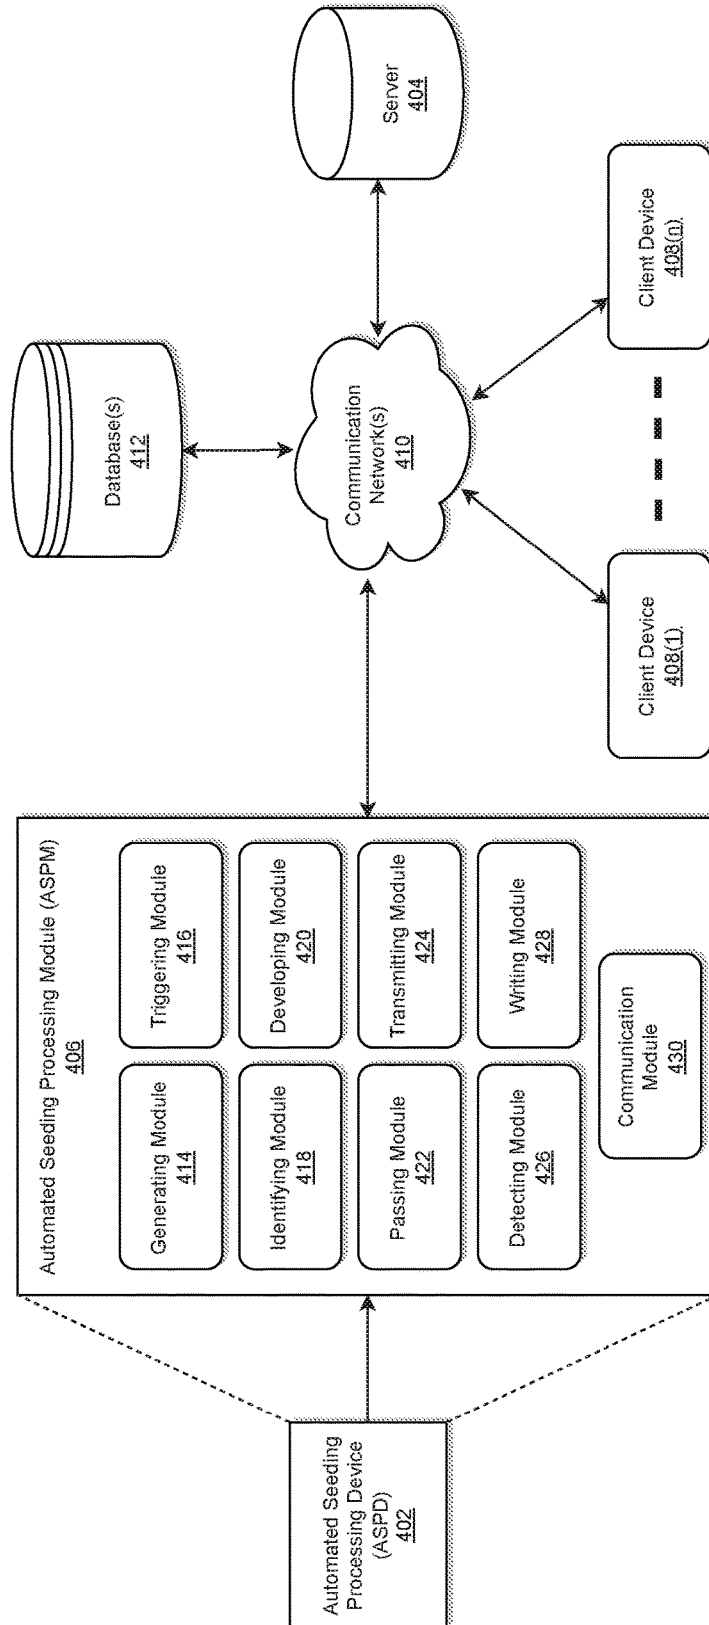 Automated Seeding
Processing Device
(ASPD)
402
Automated Seeding Processing Module (ASPM)
406
Generating Module
414
Triggering Module
416
Identifying Module
418
Developing Module
420
Passing Module
422
Transmitting Module
424
Detecting Module
426
Writing Module
428
Communication
Module
430
Database(s)
412
Communication
Network(s)
410
Server
404
Client Device
408(1)
Client Device
408(n)